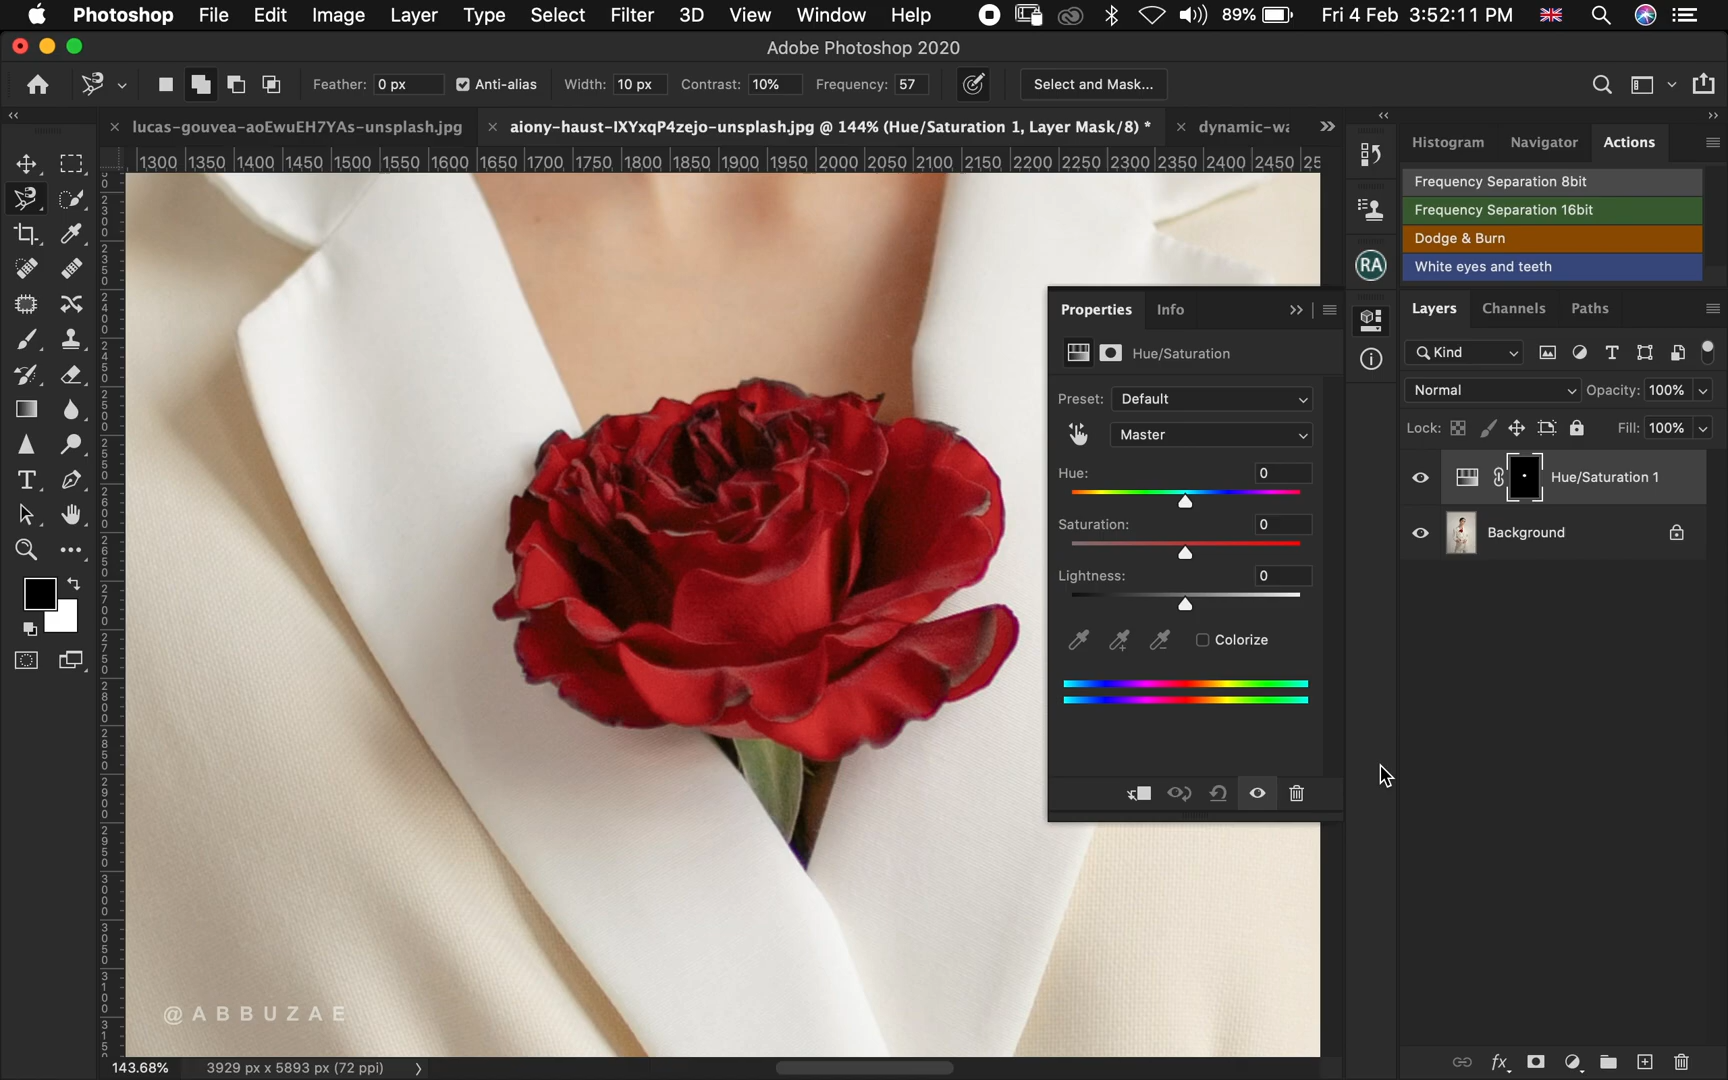 Photoshop File Edit Image Layer Type Select Filter 3D View Window Help 89% Fri 4 Feb 3:52:11 PM
Adobe Photoshop 2020
Feather: 0 px Anti-alias Width: 10 px Contrast: 10% Frequency: 57 Select and Mask...
lucas-gouvea-aoEwuEH7YAs-unsplash.jpg aiony-haust-IXYxqP4zejo-unsplash.jpg @ 144% (Hue/Saturation 1, Layer Mask/8) * dynamic-wa
1300 1350 1400 1450 1500 1550 1600 1650 1700 1750 1800 1850 1900 1950 2000 2050 2100 2150 2200 2250 2300 2350 2400 2450 25
Histogram Navigator Actions
Frequency Separation 8bit
Frequency Separation 16bit
Dodge & Burn
White eyes and teeth
RA
Properties Info
Hue/Saturation
Preset: Default
Master
Hue: 0
Saturation: 0
Lightness: 0
Colorize
Layers Channels Paths
Kind
Normal Opacity: 100%
Lock: Fill: 100%
Hue/Saturation 1
Background
@ABBUZAE
143.68% 3929 px x 5893 px (72 ppi)